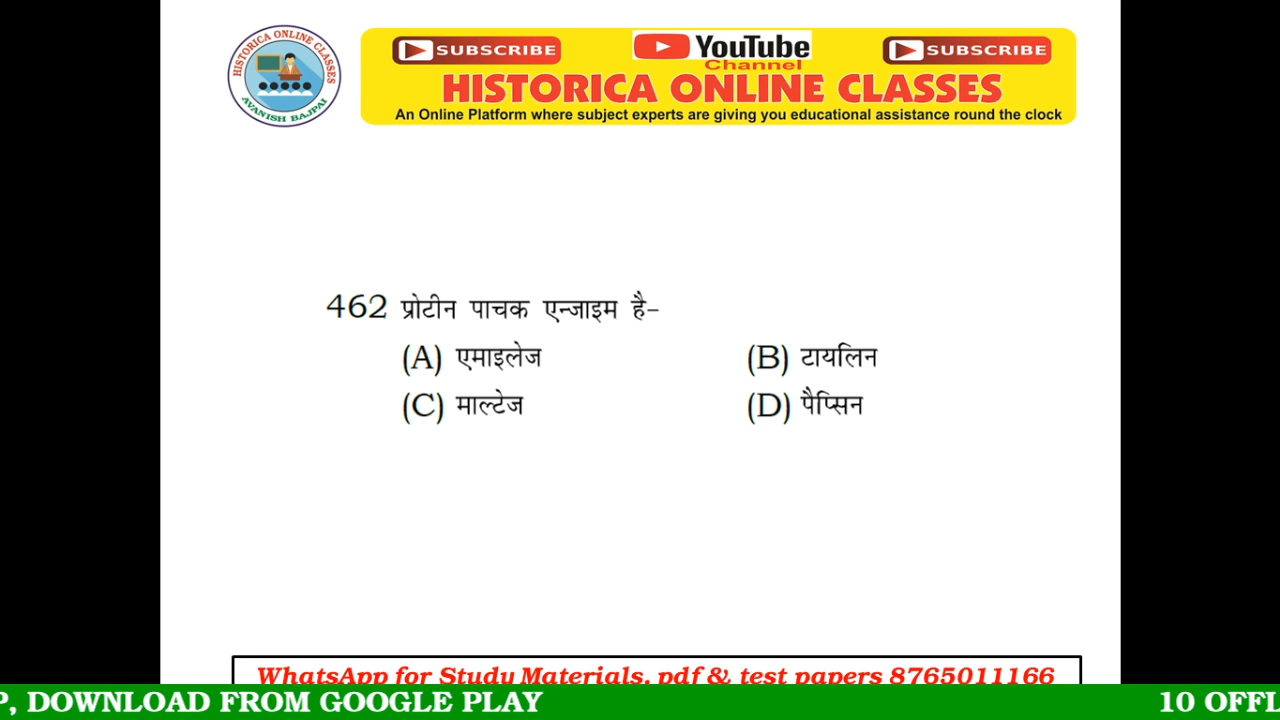 HISTORICA ONLINE CLASSES
AVANISH BAJPAI
SUBSCRIBE
YouTube
SUBSCRIBE
Channel
HISTORICA ONLINE CLASSES
An Online Platform where subject experts are giving you educational assistance round the clock
462 प्रोटीन पाचक एन्जाइम है–
(A) एमाइलेज (B) टायलिन
(C) माल्टेज (D) पैप्सिन
WhatsApp for Study Materials, pdf & test papers 8765011166
P, DOWNLOAD FROM GOOGLE PLAY 10 OFFL